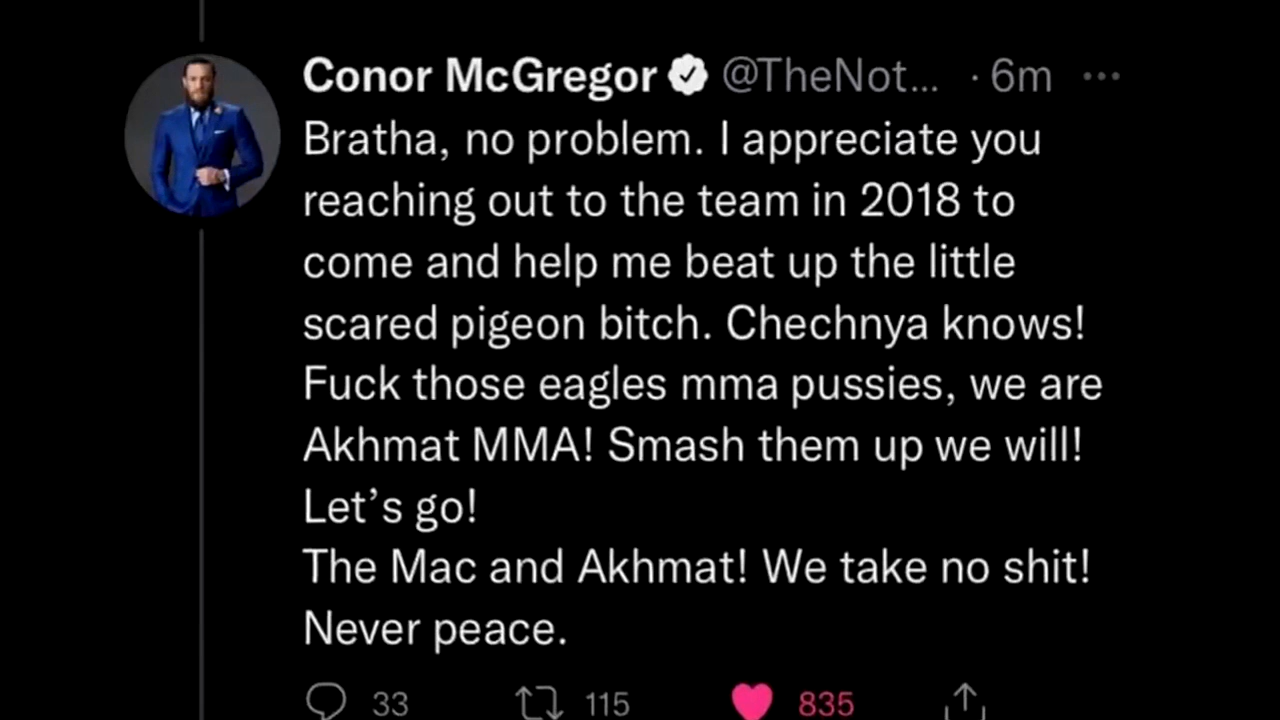 Conor McGregor @TheNot... · 6m ...
Bratha, no problem. I appreciate you
reaching out to the team in 2018 to
come and help me beat up the little
scared pigeon bitch. Chechnya knows!
Fuck those eagles mma pussies, we are
Akhmat MMA! Smash them up we will!
Let’s go!
The Mac and Akhmat! We take no shit!
Never peace.
33 115 835